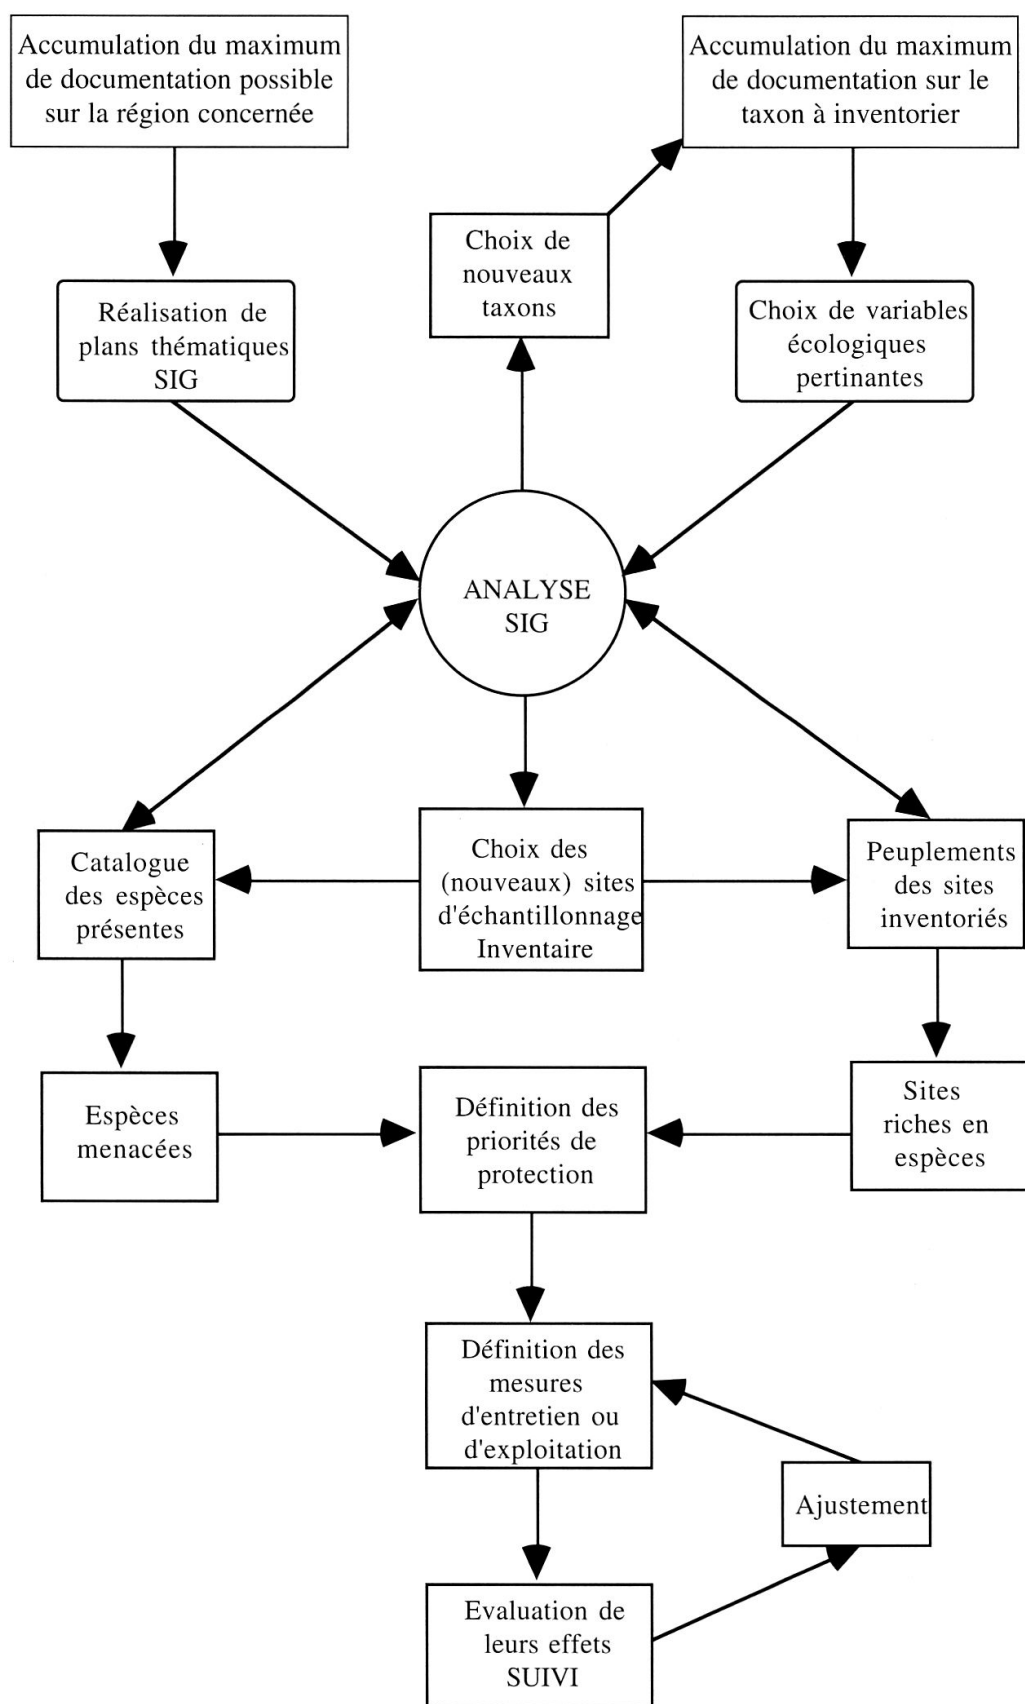 Accumulation du maximum
de documentation possible
sur la région concernée
Accumulation du maximum
de documentation sur le
taxon à inventorier
Choix de
nouveaux
taxons
Réalisation de
plans thématiques
SIG
Choix de variables
écologiques
pertinantes
ANALYSE
SIG
Catalogue
des espèces
présentes
Choix des
(nouveaux) sites
d'échantillonnage
Inventaire
Peuplements
des sites
inventoriés
Espèces
menacées
Définition des
priorités de
protection
Sites
riches en
espèces
Définition des
mesures
d'entretien ou
d'exploitation
Ajustement
Evaluation de
leurs effets
SUIVI